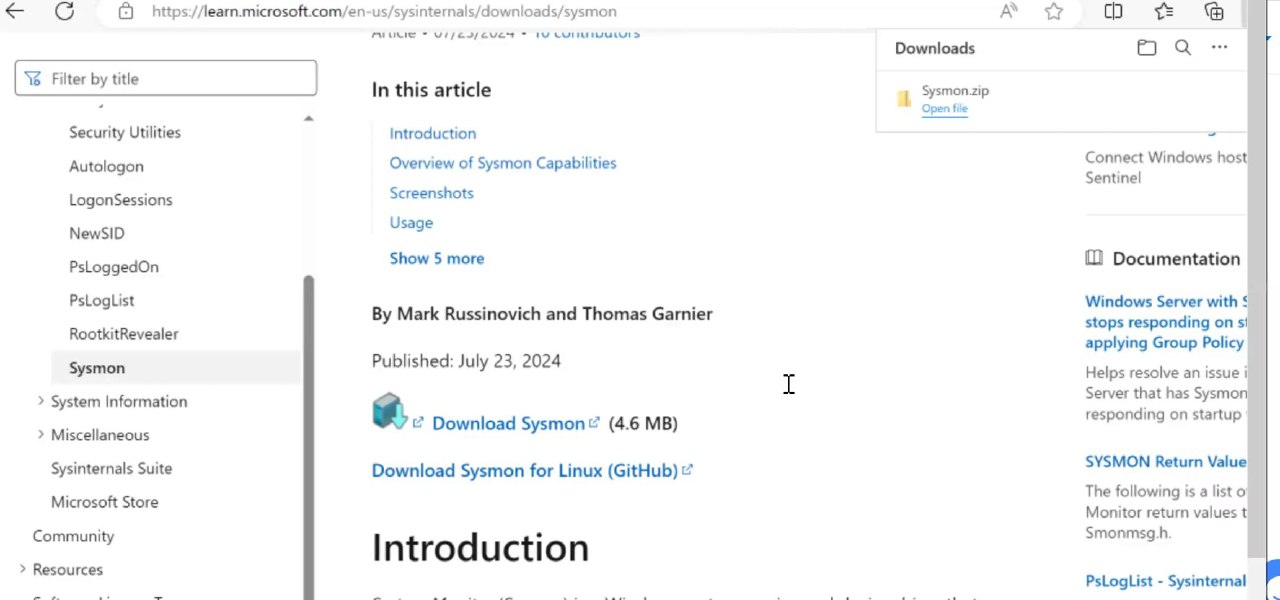 https://learn.microsoft.com/en-us/sysinternals/downloads/sysmon
Article • 07/23/2024 • 10 contributors
Downloads
Sysmon.zip
Open file
Filter by title
Security Utilities
Autologon
LogonSessions
NewSID
PsLoggedOn
PsLogList
RootkitRevealer
Sysmon
System Information
Miscellaneous
Sysinternals Suite
Microsoft Store
Community
Resources
In this article
Introduction
Overview of Sysmon Capabilities
Screenshots
Usage
Show 5 more
By Mark Russinovich and Thomas Garnier
Published: July 23, 2024
Download Sysmon (4.6 MB)
Download Sysmon for Linux (GitHub)
Introduction
Connect Windows host
Sentinel
Documentation
Windows Server with S
stops responding on st
applying Group Policy
Helps resolve an issue i
Server that has Sysmon
responding on startup
SYSMON Return Value
The following is a list o
Monitor return values t
Smonmsg.h.
PsLogList - Sysinternal